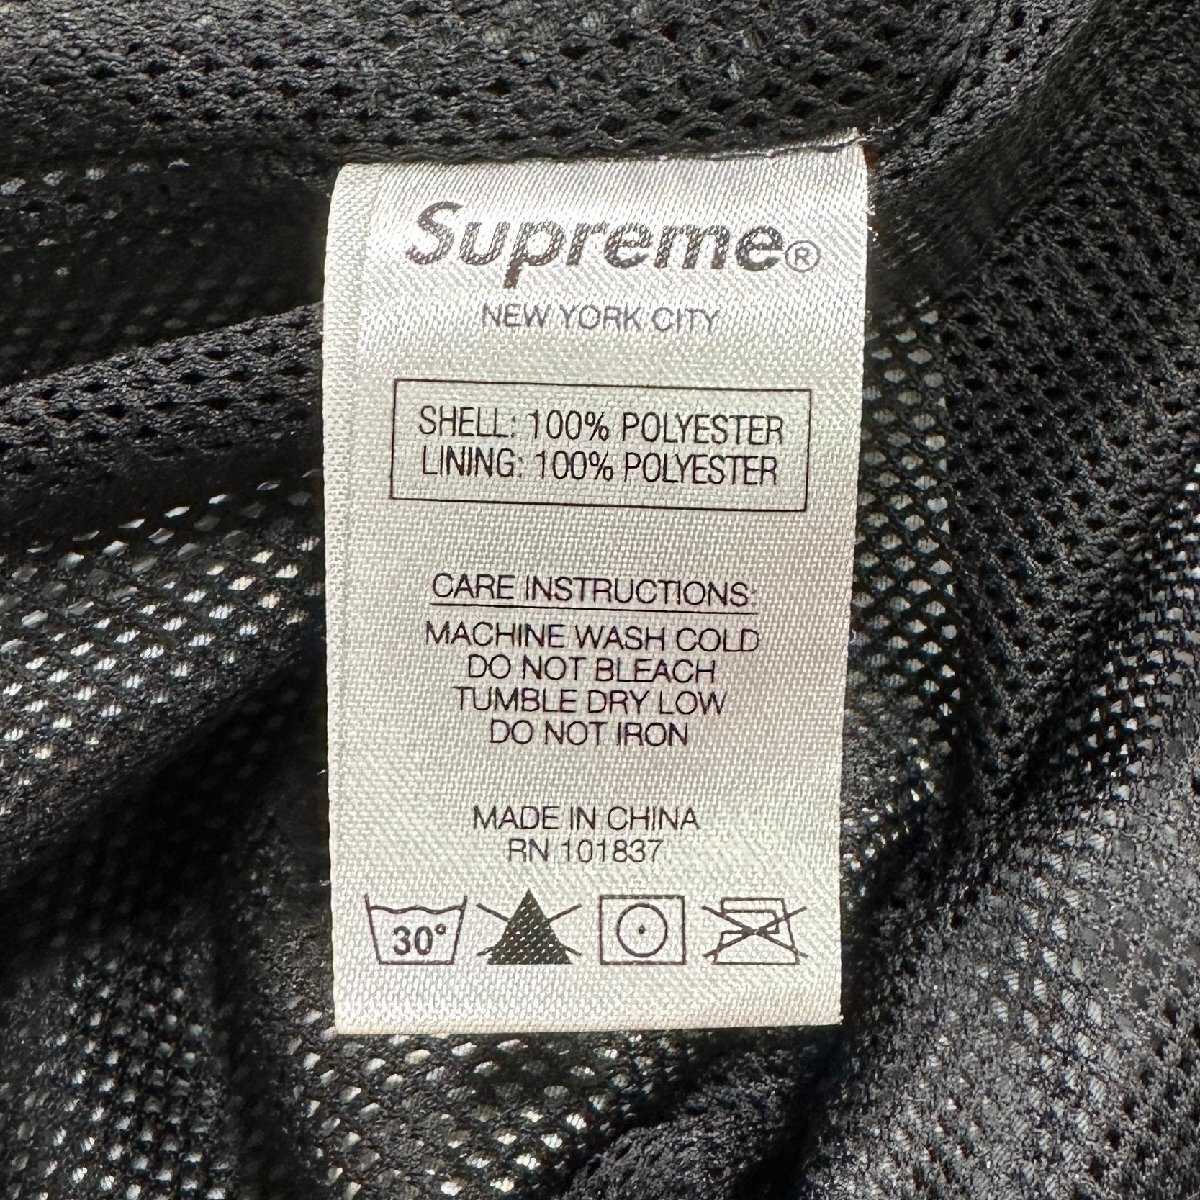 Supreme®
NEW YORK CITY
SHELL: 100% POLYESTER
LINING: 100% POLYESTER
CARE INSTRUCTIONS:
MACHINE WASH COLD
DO NOT BLEACH
TUMBLE DRY LOW
DO NOT IRON
MADE IN CHINA
RN 101837
30°